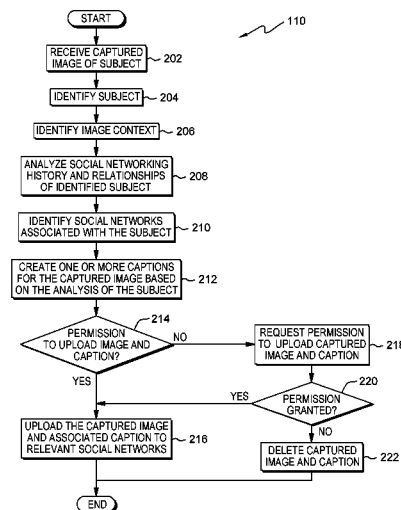 START
110
RECEIVE CAPTURED
IMAGE OF SUBJECT
202
IDENTIFY SUBJECT
204
IDENTIFY IMAGE CONTEXT
206
ANALYZE SOCIAL NETWORKING
HISTORY AND RELATIONSHIPS
OF IDENTIFIED SUBJECT
208
IDENTIFY SOCIAL NETWORKS
ASSOCIATED WITH THE SUBJECT
210
CREATE ONE OR MORE CAPTIONS
FOR THE CAPTURED IMAGE BASED
ON THE ANALYSIS OF THE SUBJECT
212
PERMISSION
TO UPLOAD IMAGE AND
CAPTION?
214
NO
YES
REQUEST PERMISSION
TO UPLOAD CAPTURED
IMAGE AND CAPTION
218
PERMISSION
GRANTED?
220
YES
NO
UPLOAD THE CAPTURED IMAGE
AND ASSOCIATED CAPTION TO
RELEVANT SOCIAL NETWORKS
216
DELETE CAPTURED
IMAGE AND CAPTION
222
END